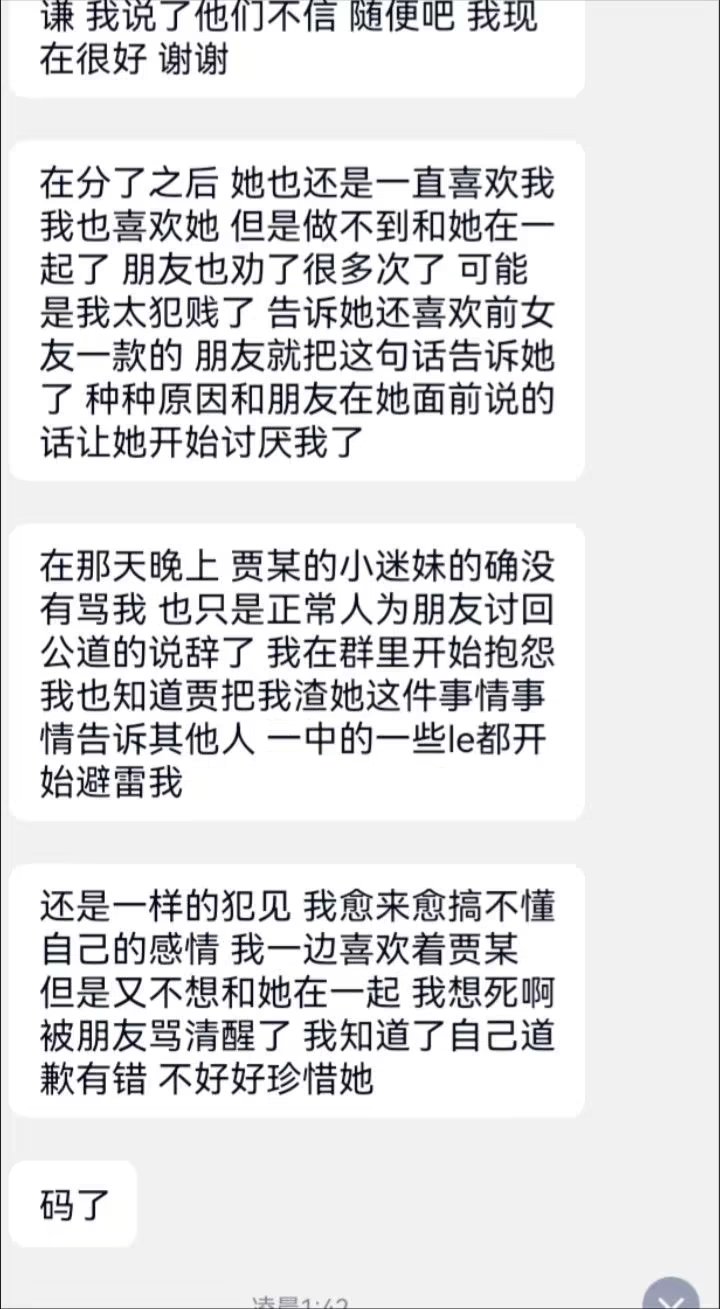 谦 我说了他们不信 随便吧 我现
在很好 谢谢
在分了之后 她也还是一直喜欢我
我也喜欢她 但是做不到和她在一
起了 朋友也劝了很多次了 可能
是我太犯贱了 告诉她还喜欢前女
友一款的 朋友就把这句话告诉她
了 种种原因和朋友在她面前说的
话让她开始讨厌我了
在那天晚上 贾某的小迷妹的确没
有骂我 也只是正常人为朋友讨回
公道的说辞了 我在群里开始抱怨
我也知道贾把我渣她这件事情事
情告诉其他人 一中的一些le都开
始避雷我
还是一样的犯见 我愈来愈搞不懂
自己的感情 我一边喜欢着贾某
但是又不想和她在一起 我想死啊
被朋友骂清醒了 我知道了自己道
歉有错 不好好珍惜她
码了
凌晨1:42